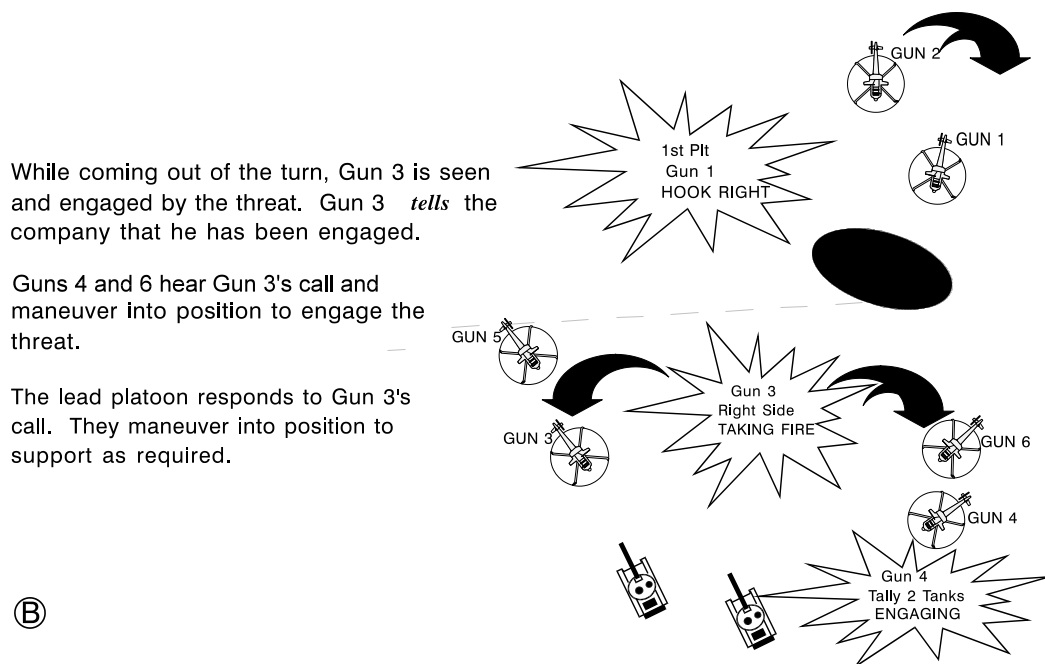 While coming out of the turn, Gun 3 is seen
and engaged by the threat. Gun 3 tells the
company that he has been engaged.
Guns 4 and 6 hear Gun 3's call and
maneuver into position to engage the
threat.
The lead platoon responds to Gun 3's
call. They maneuver into position to
support as required.
B
GUN 2
GUN 1
1st Plt
Gun 1
HOOK RIGHT
GUN 5
GUN 3
Gun 3
Right Side
TAKING FIRE
GUN 6
GUN 4
Gun 4
Tally 2 Tanks
ENGAGING